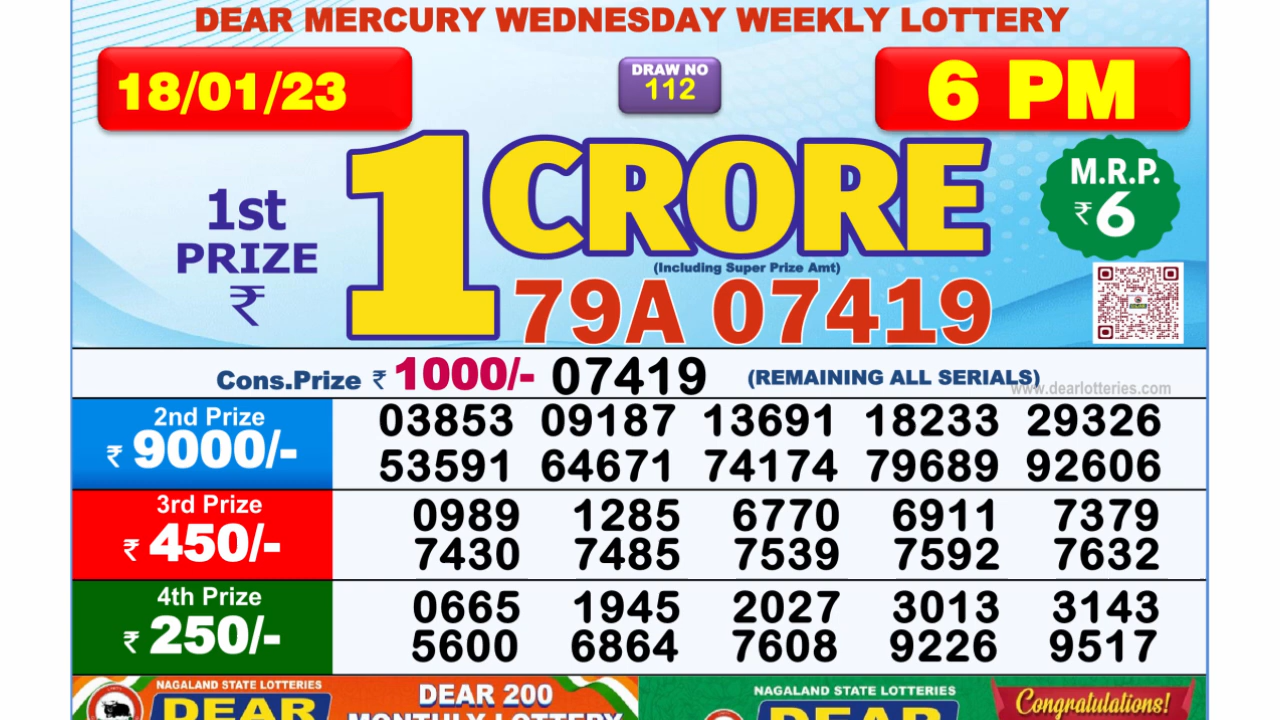 DEAR MERCURY WEDNESDAY WEEKLY LOTTERY
18/01/23
DRAW NO
112
6 PM
1st
PRIZE
₹
1 CRORE
(Including Super Prize Amt)
79A 07419
M.R.P.
₹ 6
Cons.Prize ₹ 1000/- 07419 (REMAINING ALL SERIALS)
www.dearlotteries.com
2nd Prize
₹ 9000/-
03853 09187 13691 18233 29326
53591 64671 74174 79689 92606
3rd Prize
₹ 450/-
0989 1285 6770 6911 7379
7430 7485 7539 7592 7632
4th Prize
₹ 250/-
0665 1945 2027 3013 3143
5600 6864 7608 9226 9517
NAGALAND STATE LOTTERIES
DEAR
DEAR 200
MONTHLY LOTTERY
NAGALAND STATE LOTTERIES
DEAR
Congratulations!